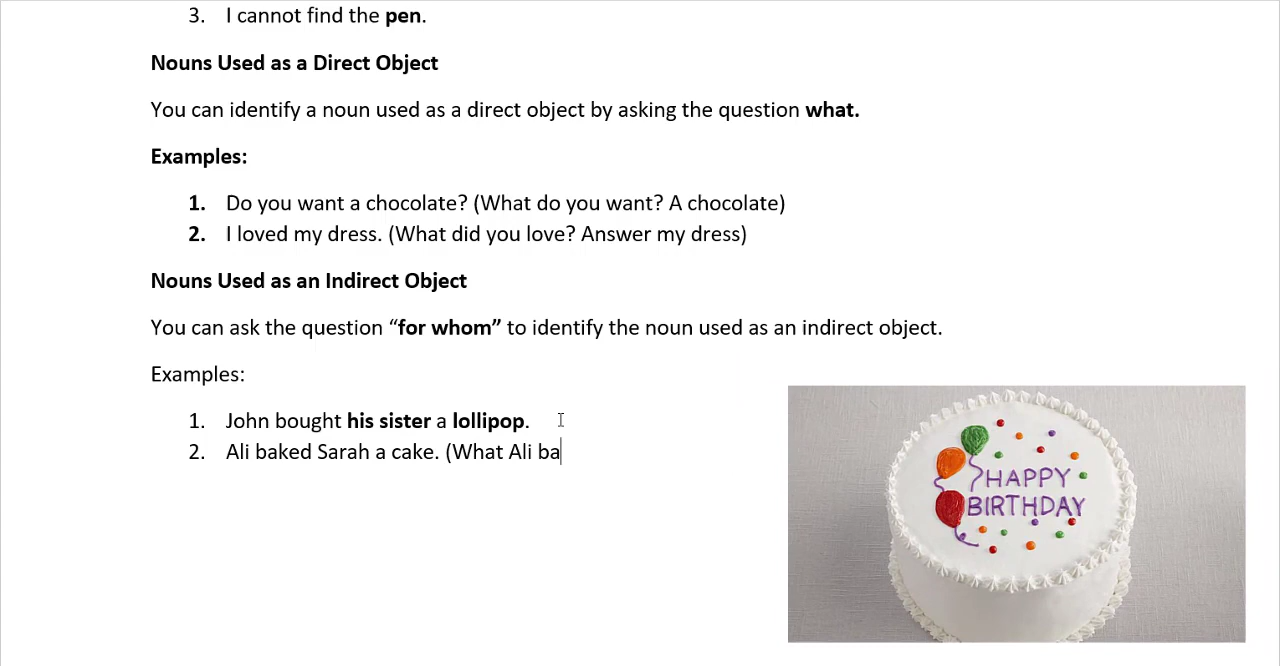 3. I cannot find the pen.
Nouns Used as a Direct Object
You can identify a noun used as a direct object by asking the question what.
Examples:
1. Do you want a chocolate? (What do you want? A chocolate)
2. I loved my dress. (What did you love? Answer my dress)
Nouns Used as an Indirect Object
You can ask the question “for whom” to identify the noun used as an indirect object.
Examples:
1. John bought his sister a lollipop.
2. Ali baked Sarah a cake. (What Ali ba
HAPPY
BIRTHDAY